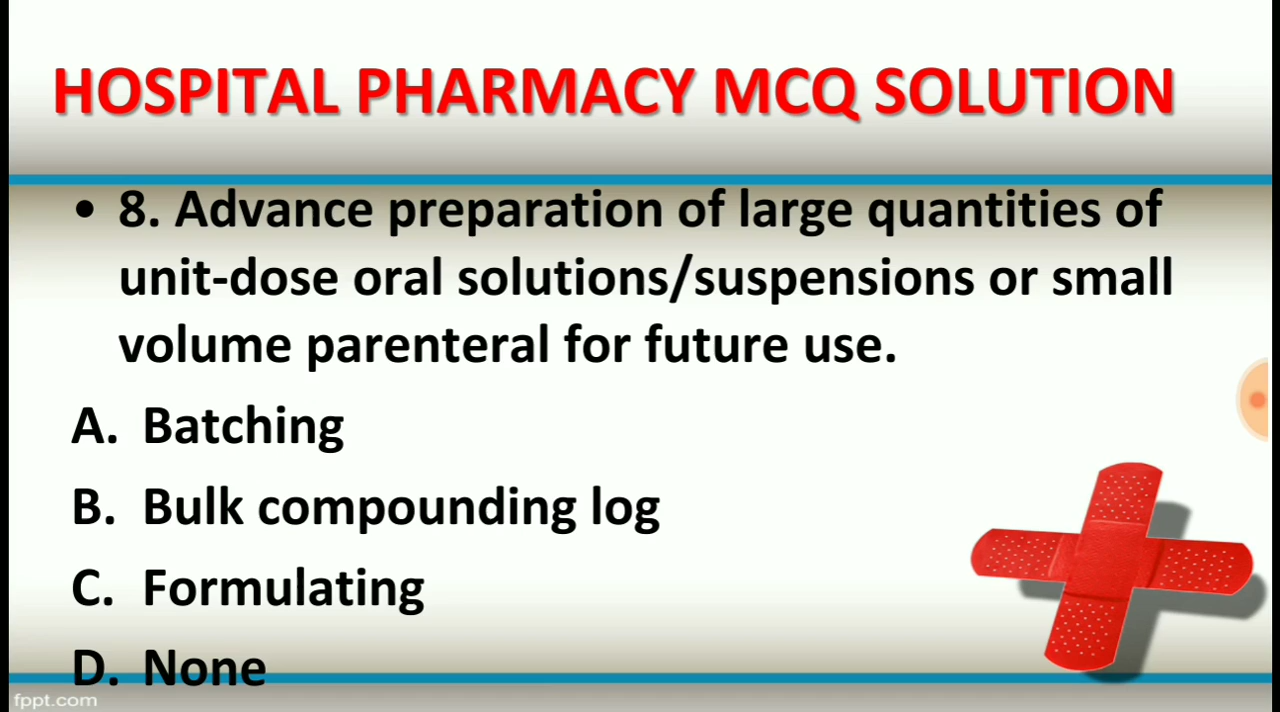 HOSPITAL PHARMACY MCQ SOLUTION
• 8. Advance preparation of large quantities of
unit-dose oral solutions/suspensions or small
volume parenteral for future use.
A. Batching
B. Bulk compounding log
C. Formulating
D. None
fppt.com